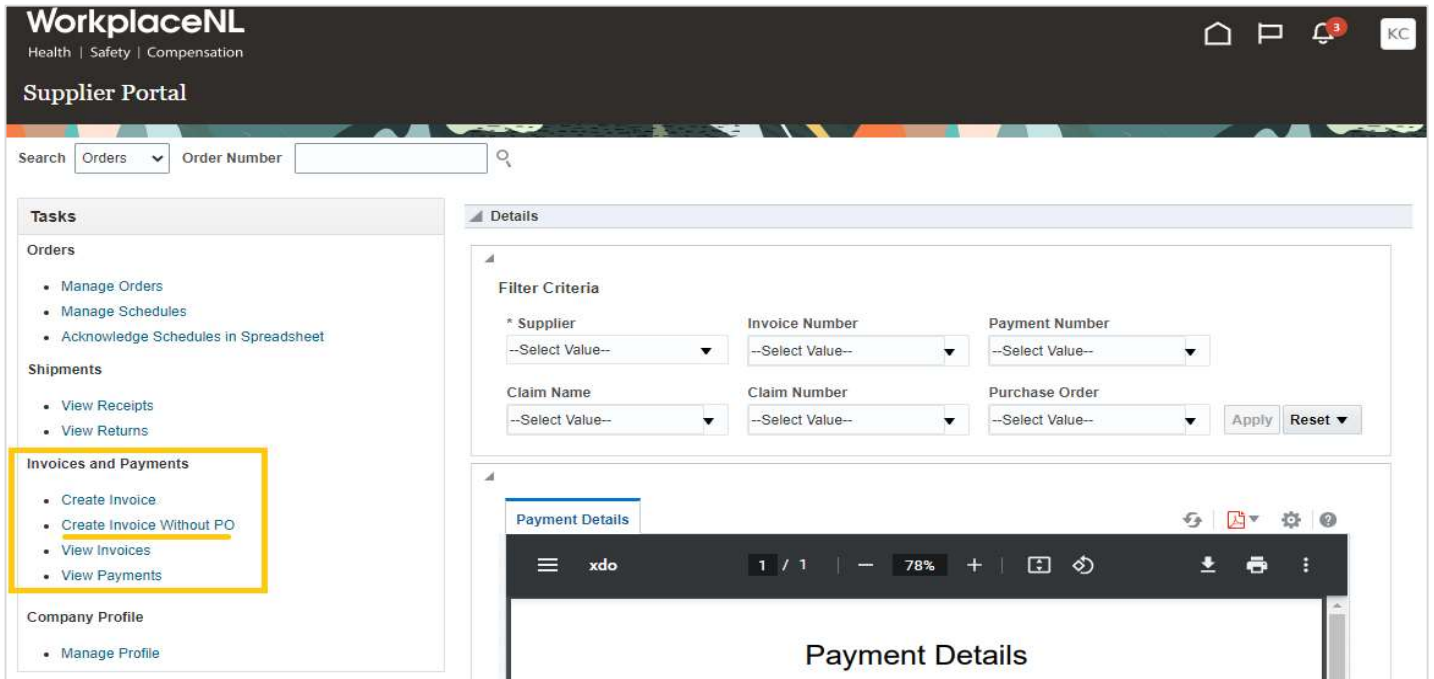 WorkplaceNL
Health | Safety | Compensation
3
KC
Supplier Portal
Search Orders Order Number
Tasks
Orders
Manage Orders
Manage Schedules
Acknowledge Schedules in Spreadsheet
Shipments
View Receipts
View Returns
Invoices and Payments
Create Invoice
Create Invoice Without PO
View Invoices
View Payments
Company Profile
Manage Profile
Details
Filter Criteria
* Supplier Invoice Number Payment Number
--Select Value-- --Select Value-- --Select Value--
Claim Name Claim Number Purchase Order
--Select Value-- --Select Value-- --Select Value-- Apply Reset
Payment Details
xdo 1 / 1 78%
Payment Details